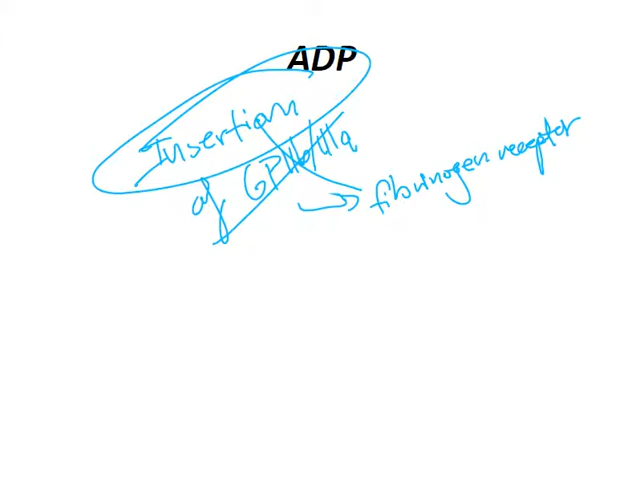 ADP
Insertion
of GPIIb/IIIa
fibrinogen receptor